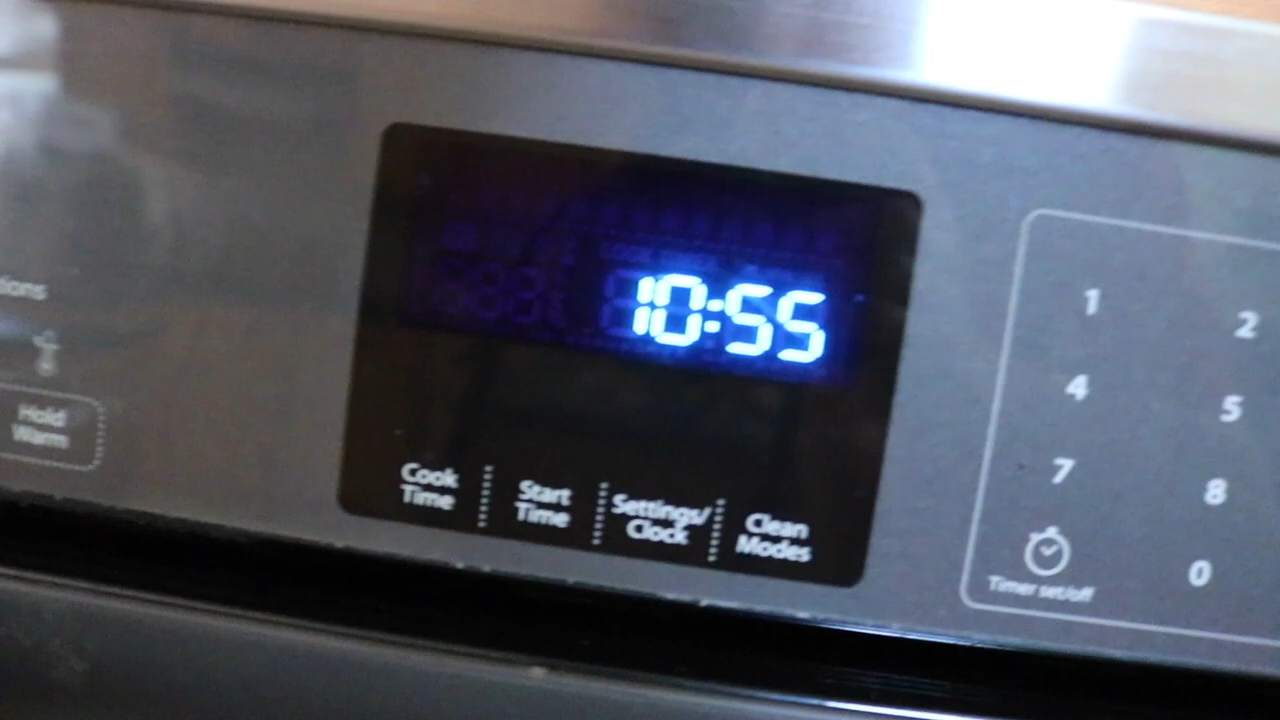 10:55
Hold
Warm
Cook
Time
Start
Time
Settings/
Clock
Clean
Modes
1
2
4
5
7
8
0
Timer set/off